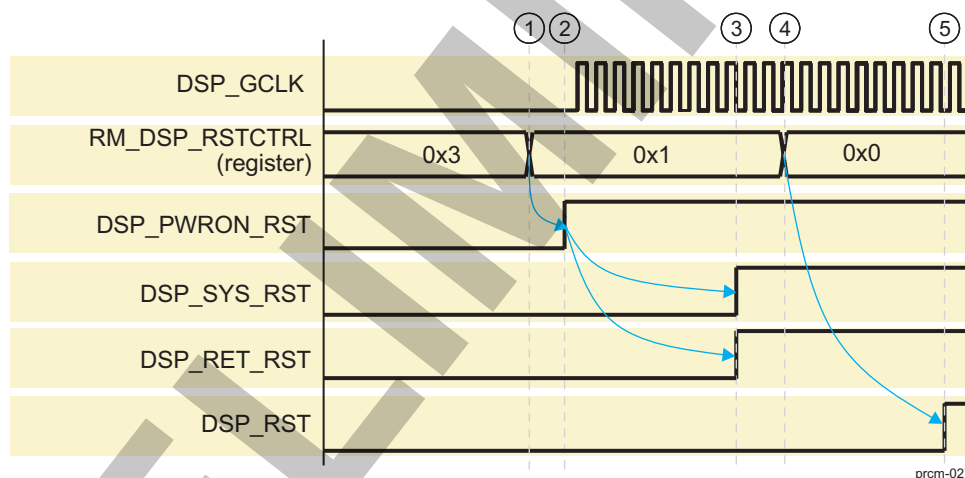 1 2 3 4 5
DSP_GCLK
RM_DSP_RSTCTRL
(register)
0x3 0x1 0x0
DSP_PWRON_RST
DSP_SYS_RST
DSP_RET_RST
DSP_RST
prcm-02